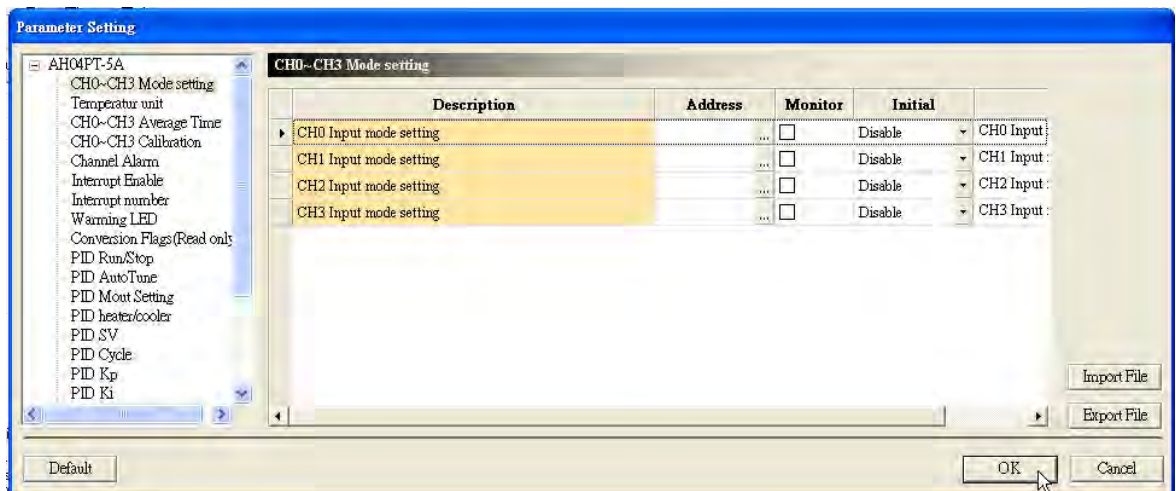 Parameter Setting
AH04PT-5A
CH0~CH3 Mode setting
Temperatur unit
CH0~CH3 Average Time
CH0~CH3 Calibration
Channel Alarm
Interrupt Enable
Interrupt number
Warming LED
Conversion Flags(Read only
PID Run/Stop
PID AutoTune
PID Mout Setting
PID heater/cooler
PID SV
PID Cycle
PID Kp
PID Ki
CH0~CH3 Mode setting
Description Address Monitor Initial
CH0 Input mode setting ... Disable CH0 Input
CH1 Input mode setting ... Disable CH1 Input :
CH2 Input mode setting ... Disable CH2 Input :
CH3 Input mode setting ... Disable CH3 Input :
Import File
Export File
Default OK Cancel